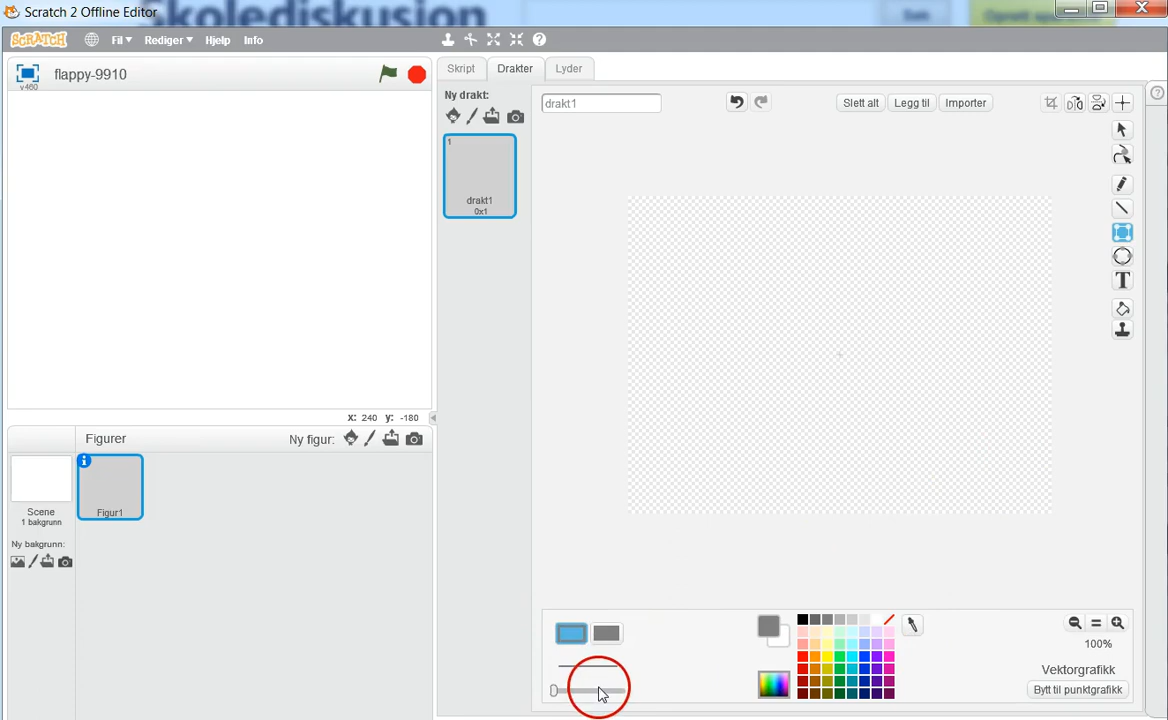 Scratch 2 Offline Editor
skolediskusion
SCRATCH
Fil
Rediger
Hjelp
Info
v460
flappy-9910
Skript
Drakter
Lyder
Ny drakt:
drakt1
Slett alt
Legg til
Importer
1
drakt1
0x1
x: 240 y: -180
Figurer
Ny figur:
Scene
1 bakgrunn
Ny bakgrunn:
Figur1
T
100%
Vektorgrafikk
Bytt til punktgrafikk